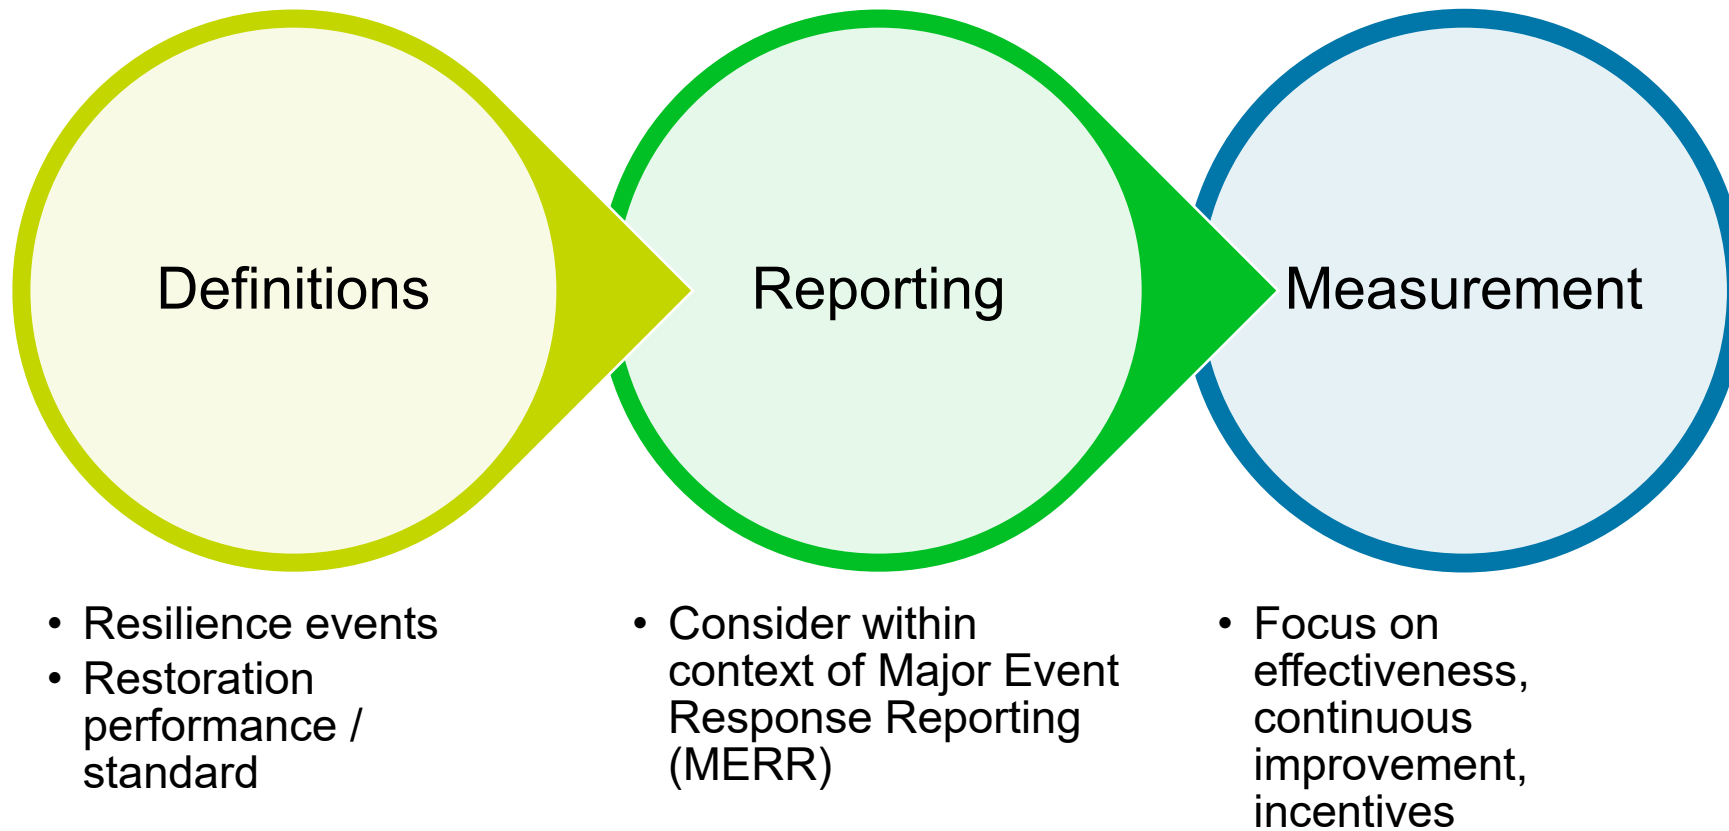 Definitions
Reporting
Measurement
• Resilience events
• Restoration
performance /
standard
• Consider within
context of Major Event
Response Reporting
(MERR)
• Focus on
effectiveness,
continuous
improvement,
incentives